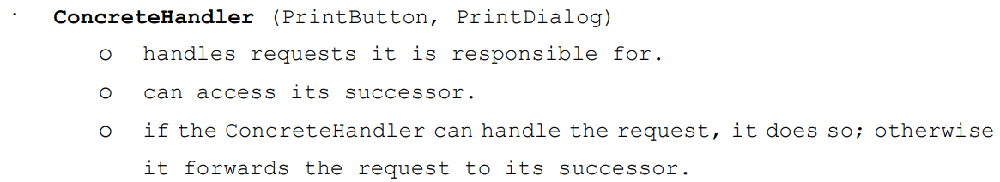 · ConcreteHandler (PrintButton, PrintDialog)
o handles requests it is responsible for.
o can access its successor.
o if the ConcreteHandler can handle the request, it does so; otherwise
it forwards the request to its successor.